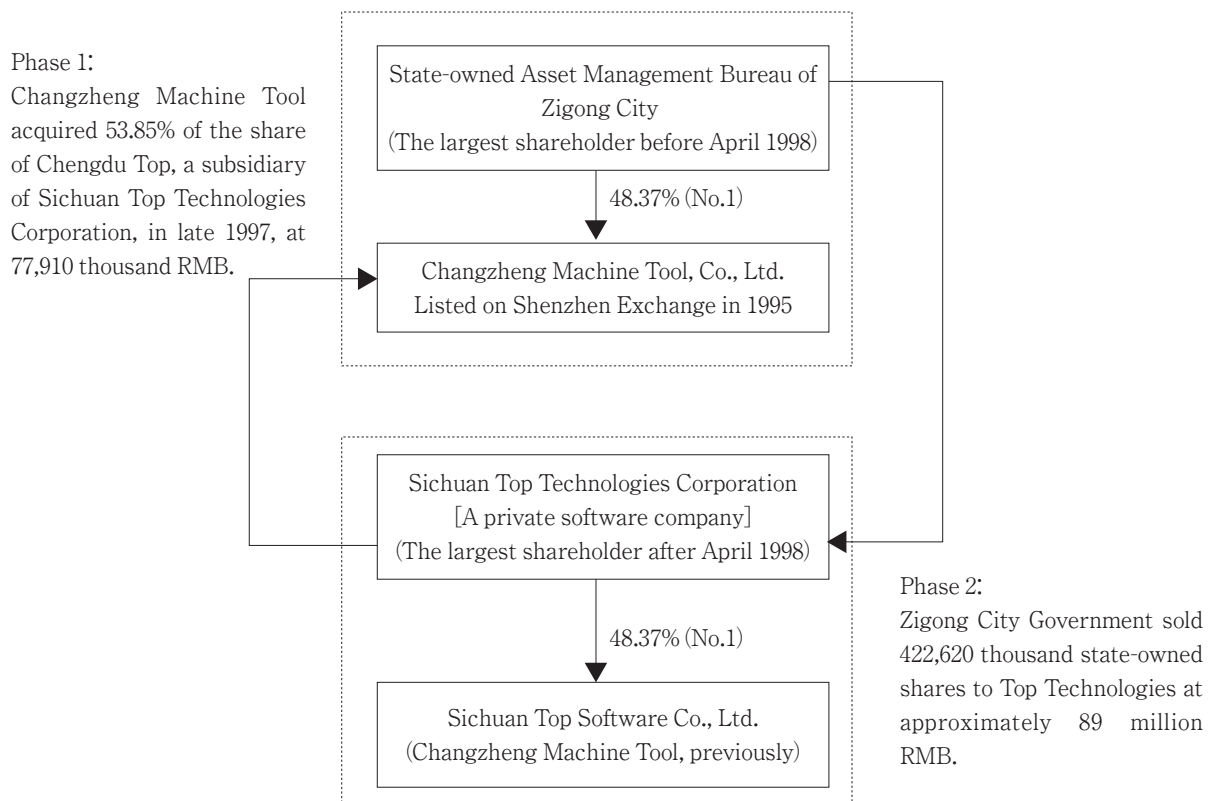 Phase 1:
Changzheng Machine Tool
acquired 53.85% of the share
of Chengdu Top, a subsidiary
of Sichuan Top Technologies
Corporation, in late 1997, at
77,910 thousand RMB.
State-owned Asset Management Bureau of
Zigong City
(The largest shareholder before April 1998)
48.37% (No.1)
Changzheng Machine Tool, Co., Ltd.
Listed on Shenzhen Exchange in 1995
Sichuan Top Technologies Corporation
[A private software company]
(The largest shareholder after April 1998)
48.37% (No.1)
Sichuan Top Software Co., Ltd.
(Changzheng Machine Tool, previously)
Phase 2:
Zigong City Government sold
422,620 thousand state-owned
shares to Top Technologies at
approximately 89 million
RMB.